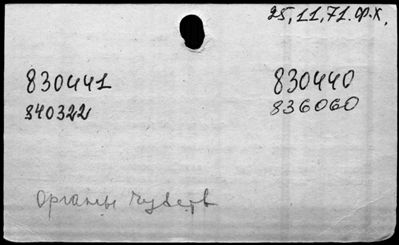 25.11.71. ф.х.
830441 830440
840322 836060
Органы чувств